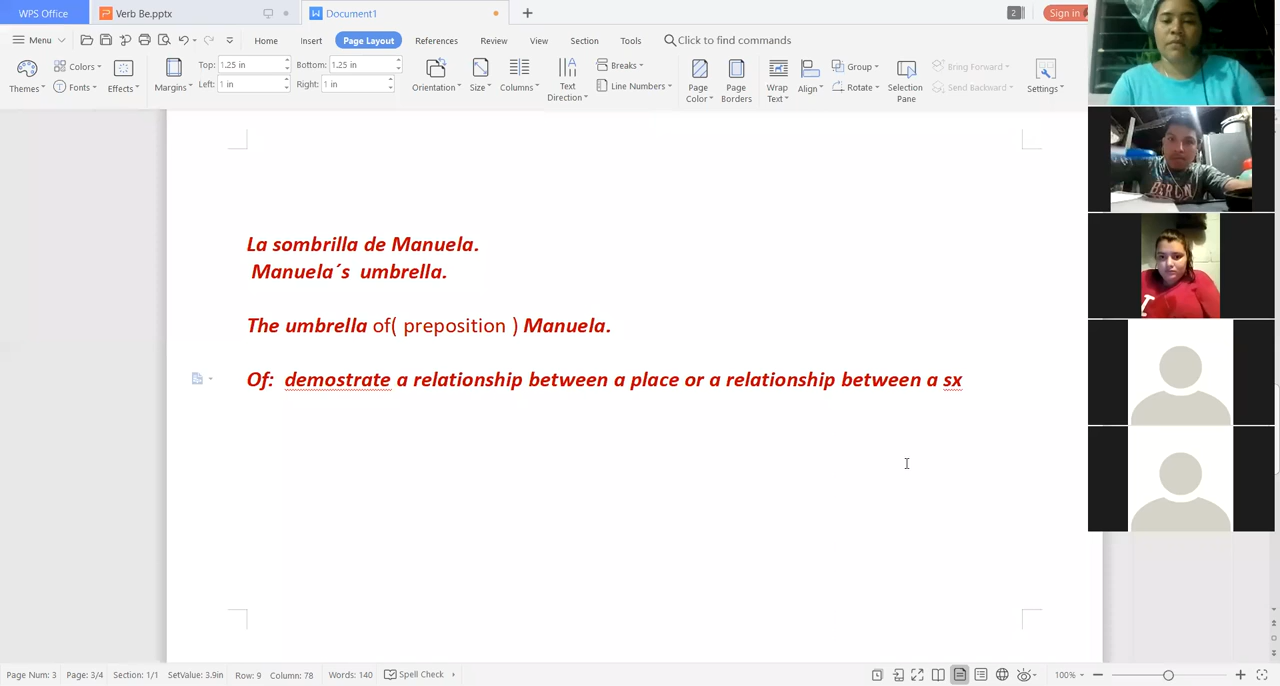 WPS Office Verb Be.pptx Document1 2 Sign in
Menu Home Insert Page Layout References Review View Section Tools Click to find commands
Colors Top: 1.25 in Bottom: 1.25 in Breaks Group Bring Forward
Themes Fonts Effects Margins Left: 1 in Right: 1 in Orientation Size Columns Text Direction Line Numbers Page Color Page Borders Wrap Text Align Rotate Selection Pane Send Backward Settings
BERLIN
La sombrilla de Manuela.
Manuela´s umbrella.
The umbrella of( preposition ) Manuela.
Of: demostrate a relationship between a place or a relationship between a sx
Page Num: 3 Page: 3/4 Section: 1/1 SetValue: 3.9in Row: 9 Column: 78 Words: 140 Spell Check 100%